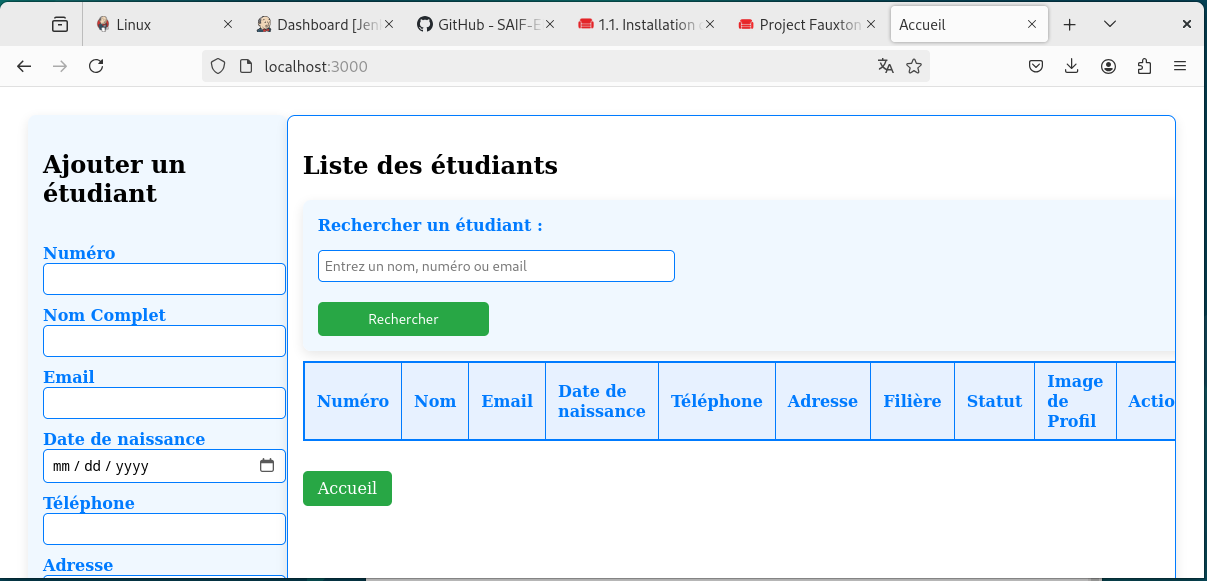 Linux
Dashboard [Jen
GitHub - SAIF-E
1.1. Installation
Project Fauxton
Accueil
localhost:3000
Ajouter un
étudiant
Numéro
Nom Complet
Email
Date de naissance
mm / dd / yyyy
Téléphone
Adresse
Liste des étudiants
Rechercher un étudiant :
Entrez un nom, numéro ou email
Rechercher
Numéro
Nom
Email
Date de
naissance
Téléphone
Adresse
Filière
Statut
Image
de
Profil
Actio
Accueil